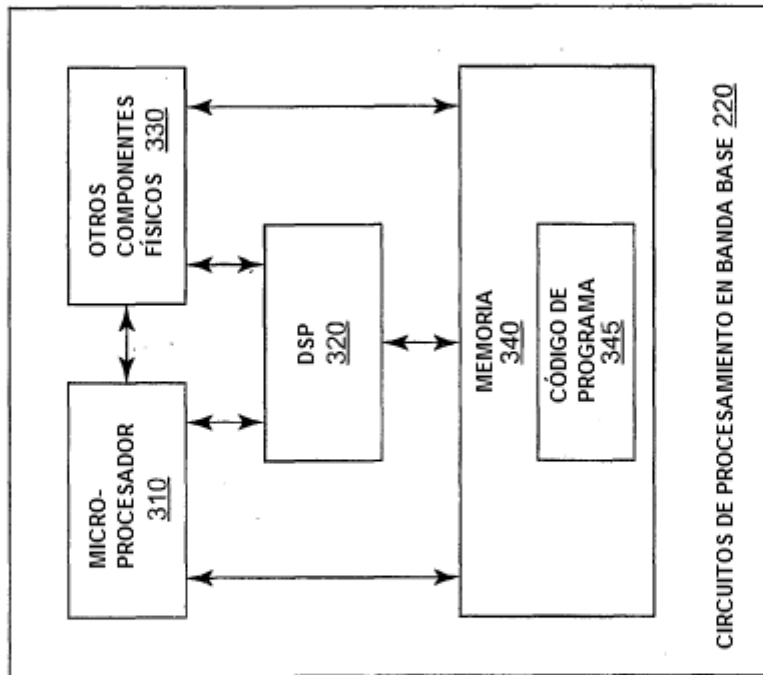 MICRO-
PROCESADOR
310
OTROS
COMPONENTES
FÍSICOS 330
DSP
320
MEMORIA
340
CÓDIGO DE
PROGRAMA
345
CIRCUITOS DE PROCESAMIENTO EN BANDA BASE 220